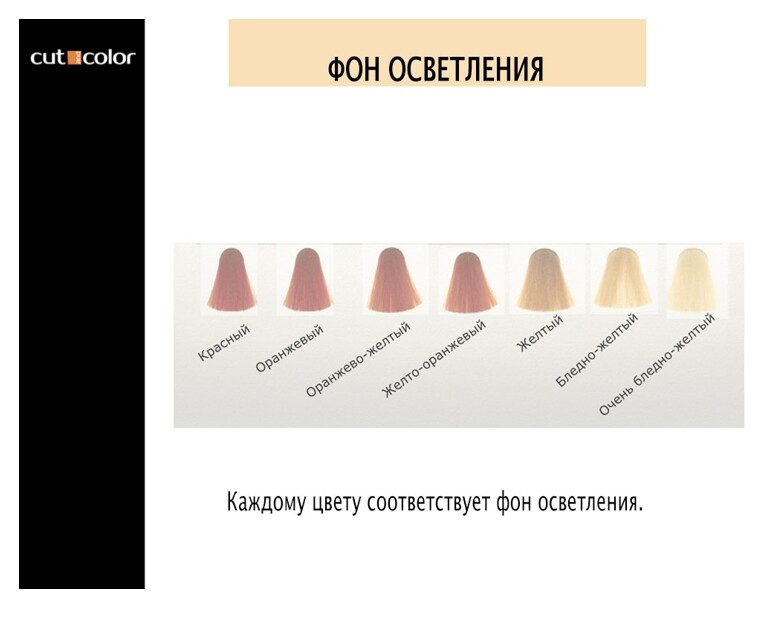 cut color
ФОН ОСВЕТЛЕНИЯ
Красный
Оранжевый
Оранжево-желтый
Желто-оранжевый
Желтый
Бледно-желтый
Очень бледно-желтый
Каждому цвету соответствует фон осветления.